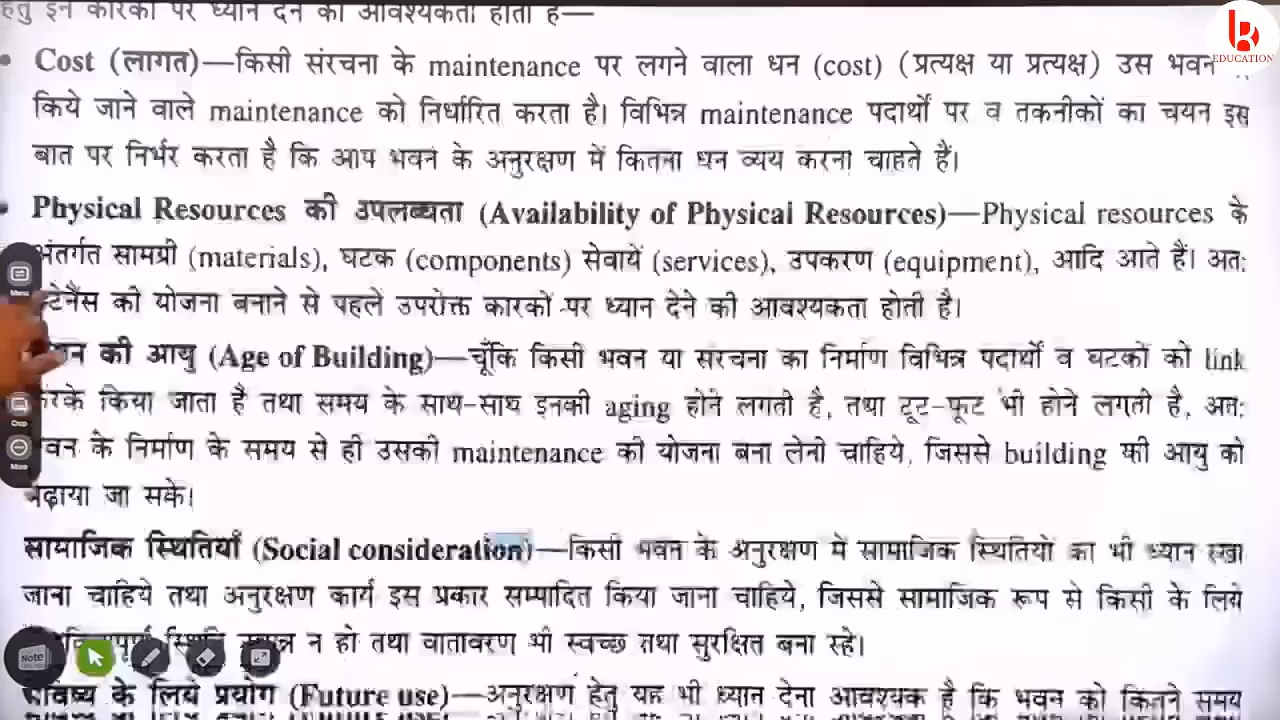 हेतु इन कारकों पर ध्यान देने की आवश्यकता होती है—
EDUCATION
• Cost (लागत)—किसी संरचना के maintenance पर लगने वाला धन (cost) (प्रत्यक्ष या प्रत्यक्ष) उस भवन
किये जाने वाले maintenance को निर्धारित करता है। विभिन्न maintenance पदार्थों पर व तकनीकों का चयन इस
बात पर निर्भर करता है कि आप भवन के अनुरक्षण में कितना धन व्यय करना चाहते हैं।
• Physical Resources की उपलब्यता (Availability of Physical Resources)—Physical resources के
अंतर्गत सामग्री (materials), घटक (components) सेवायें (services), उपकरण (equipment), आदि आते हैं। अत:
की योजना बनाने से पहले उपरोक्त कारकों पर ध्यान देने की आवश्यकता होती है।
की आयु (Age of Building)—चूँकि किसी भवन या संरचना का निर्माण विभिन्न पदार्थों व घटकों को link
करके किया जाता है तथा समय के साथ-साथ इनकी aging होने लगती है, तथा टूट-फूट भी होने लगती है, अत:
के निर्माण के समय से ही उसकी maintenance की योजना बना लेनी चाहिये, जिससे building की आयु को
बढ़ाया जा सके।
सामाजिक स्थितियाँ (Social consideration)—किसी भवन के अनुरक्षण में सामाजिक स्थितियों का भी ध्यान रखा
जाना चाहिये तथा अनुरक्षण कार्य इस प्रकार सम्पादित किया जाना चाहिये, जिससे सामाजिक रूप से किसी के लिये
न हो तथा वातावरण भी स्वच्छ तथा सुरक्षित बना रहे।
Note
भविष्य के लिये प्रयोग (Future use)—अनुरक्षण हेतु यह भी ध्यान देना आवश्यक है कि भवन को कितने समय